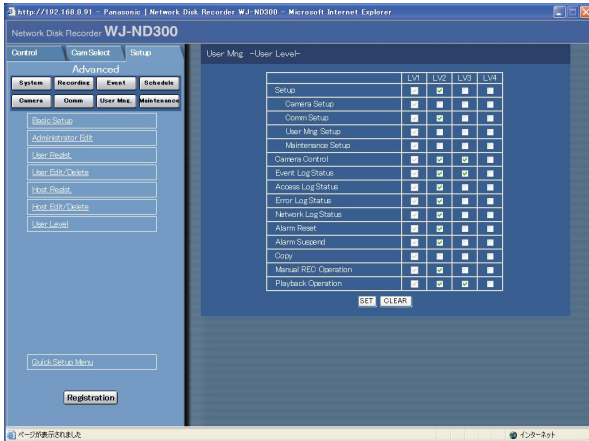 http://192.168.0.91 - Panasonic | Network Disk Recorder WJ-ND300 - Microsoft Internet Explorer
Network Disk Recorder WJ-ND300
Control Cam Select Setup
Advanced
System Recording Event Schedule
Camera Comm User Mng. Maintenance
Basic Setup
Administrator Edit
User Regist.
User Edit/Delete
Host Regist.
Host Edit/Delete
User Level
Quick Setup Menu
Registration
User Mng. -User Level-
LV1 LV2 LV3 LV4
Setup
Camera Setup
Comm Setup
User Mng Setup
Maintenance Setup
Camera Control
Event Log Status
Access Log Status
Error Log Status
Network Log Status
Alarm Reset
Alarm Suspend
Copy
Manual REC Operation
Playback Operation
SET CLEAR
ページが表示されました
インターネット